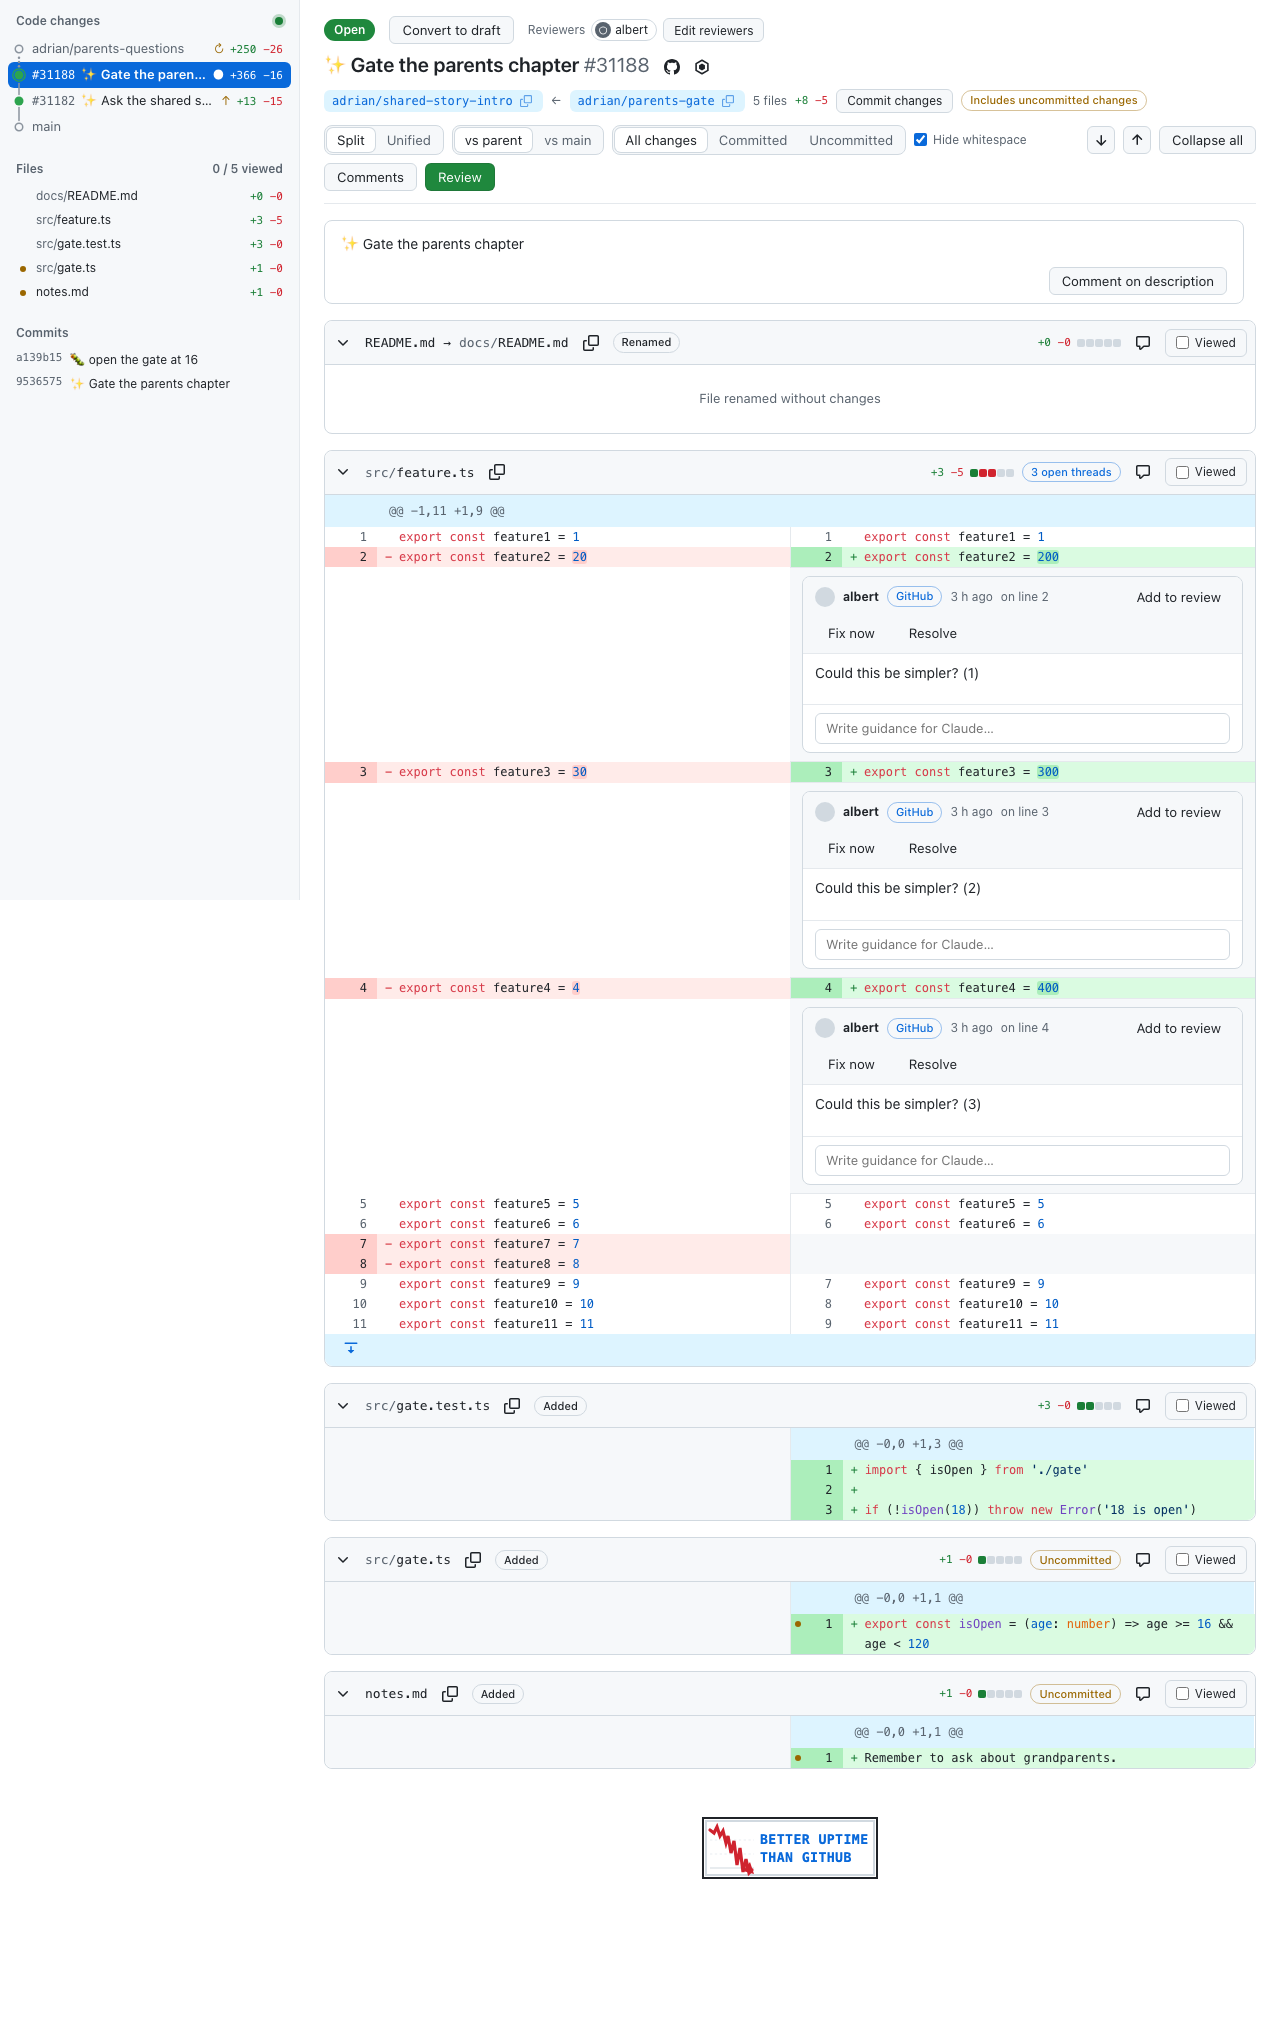 Code changes
adrian/parents-questions +250 −26
#31188 ✨ Gate the paren... +366 −16
#31182 ✨ Ask the shared s... ↑ +13 −15
main
Files 0 / 5 viewed
docs/README.md +0 −0
src/feature.ts +3 −5
src/gate.test.ts +3 −0
src/gate.ts +1 −0
notes.md +1 −0
Commits
a139b15 🐛 open the gate at 16
9536575 ✨ Gate the parents chapter
Open Convert to draft Reviewers albert Edit reviewers
✨ Gate the parents chapter #31188
adrian/shared-story-intro ← adrian/parents-gate 5 files +8 −5 Commit changes Includes uncommitted changes
Split Unified vs parent vs main All changes Committed Uncommitted Hide whitespace ↓ ↑ Collapse all
Comments Review
✨ Gate the parents chapter
Comment on description
README.md → docs/README.md Renamed +0 −0 Viewed
File renamed without changes
src/feature.ts +3 −5 3 open threads Viewed
@@ −1,11 +1,9 @@
1 export const feature1 = 1 1 export const feature1 = 1
2 − export const feature2 = 20 2 + export const feature2 = 200
albert GitHub 3 h ago on line 2 Add to review
Fix now Resolve
Could this be simpler? (1)
Write guidance for Claude...
3 − export const feature3 = 30 3 + export const feature3 = 300
albert GitHub 3 h ago on line 3 Add to review
Fix now Resolve
Could this be simpler? (2)
Write guidance for Claude...
4 − export const feature4 = 4 4 + export const feature4 = 400
albert GitHub 3 h ago on line 4 Add to review
Fix now Resolve
Could this be simpler? (3)
Write guidance for Claude...
5 export const feature5 = 5 5 export const feature5 = 5
6 export const feature6 = 6 6 export const feature6 = 6
7 − export const feature7 = 7
8 − export const feature8 = 8
9 export const feature9 = 9 7 export const feature9 = 9
10 export const feature10 = 10 8 export const feature10 = 10
11 export const feature11 = 11 9 export const feature11 = 11
src/gate.test.ts Added +3 −0 Viewed
@@ −0,0 +1,3 @@
1 + import { isOpen } from './gate'
2 +
3 + if (!isOpen(18)) throw new Error('18 is open')
src/gate.ts Added +1 −0 Uncommitted Viewed
@@ −0,0 +1,1 @@
1 + export const isOpen = (age: number) => age >= 16 &&
age < 120
notes.md Added +1 −0 Uncommitted Viewed
@@ −0,0 +1,1 @@
1 + Remember to ask about grandparents.
BETTER UPTIME
THAN GITHUB